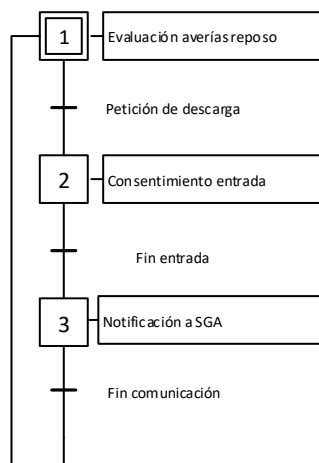 1
Evaluación averías reposo
Petición de descarga
2
Consentimiento entrada
Fin entrada
3
Notificación a SGA
Fin comunicación